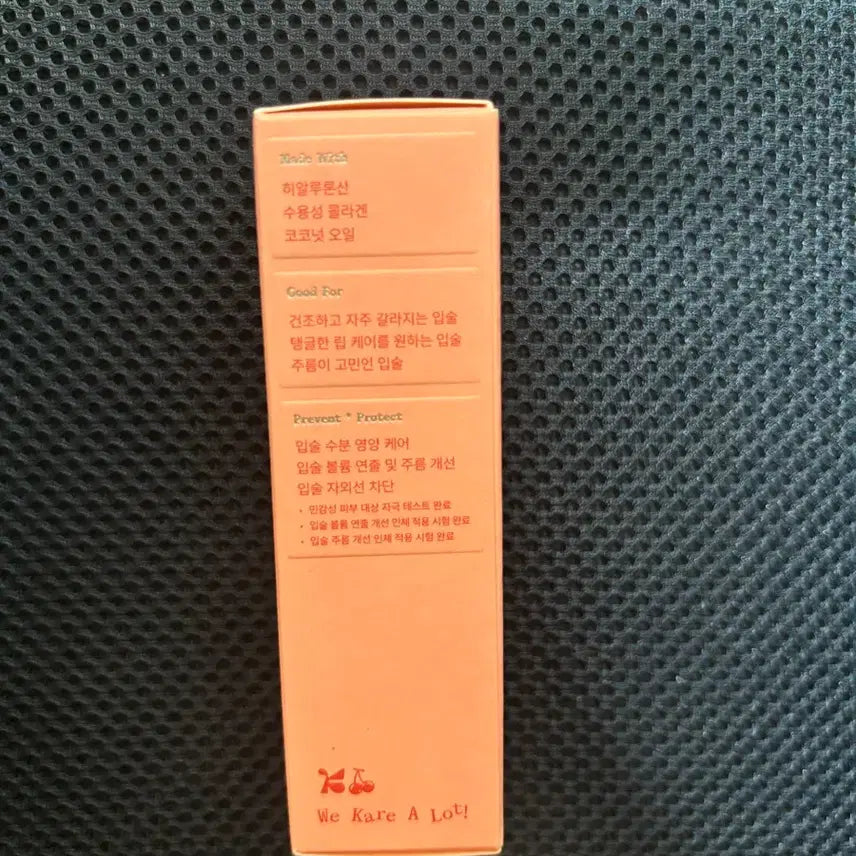 Made With
히알루론산
수용성 콜라겐
코코넛 오일
Good For
건조하고 자주 갈라지는 입술
탱글한 립 케어를 원하는 입술
주름이 고민인 입술
Prevent * Protect
입술 수분 영양 케어
입술 볼륨 연출 및 주름 개선
입술 자외선 차단
• 민감성 피부 대상 자극 테스트 완료
• 입술 볼륨 연출 개선 인체 적용 시험 완료
• 입술 주름 개선 인체 적용 시험 완료
We Kare A Lot!